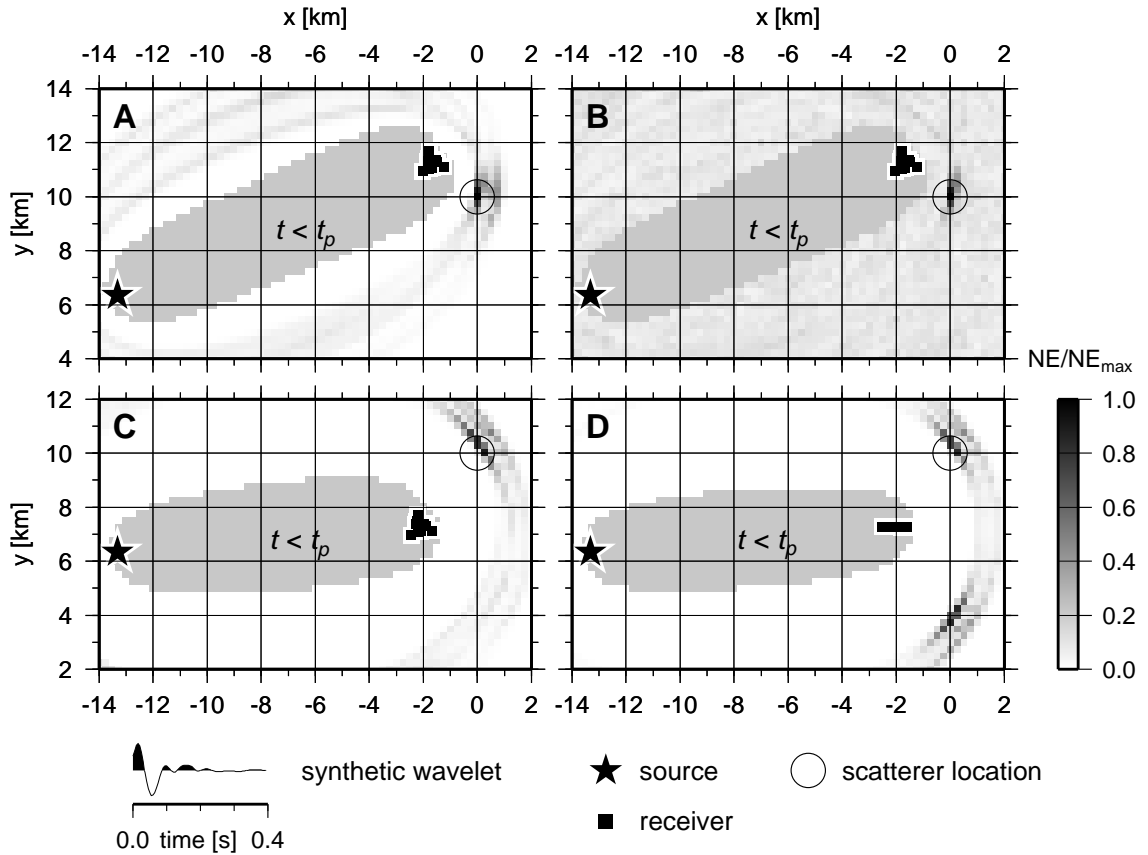 x [km] x [km]
-14 -12 -10 -8 -6 -4 -2 0 2 -14 -12 -10 -8 -6 -4 -2 0 2
14
12
10
8
6
4
y [km]
A
t < tp
B
t < tp
12
10
8
6
4
2
y [km]
C
t < tp
D
t < tp
-14 -12 -10 -8 -6 -4 -2 0 2 -14 -12 -10 -8 -6 -4 -2 0 2
NE/NEmax
1.0
0.8
0.6
0.4
0.2
0.0
synthetic wavelet
0.0 time [s] 0.4
source
receiver
scatterer location